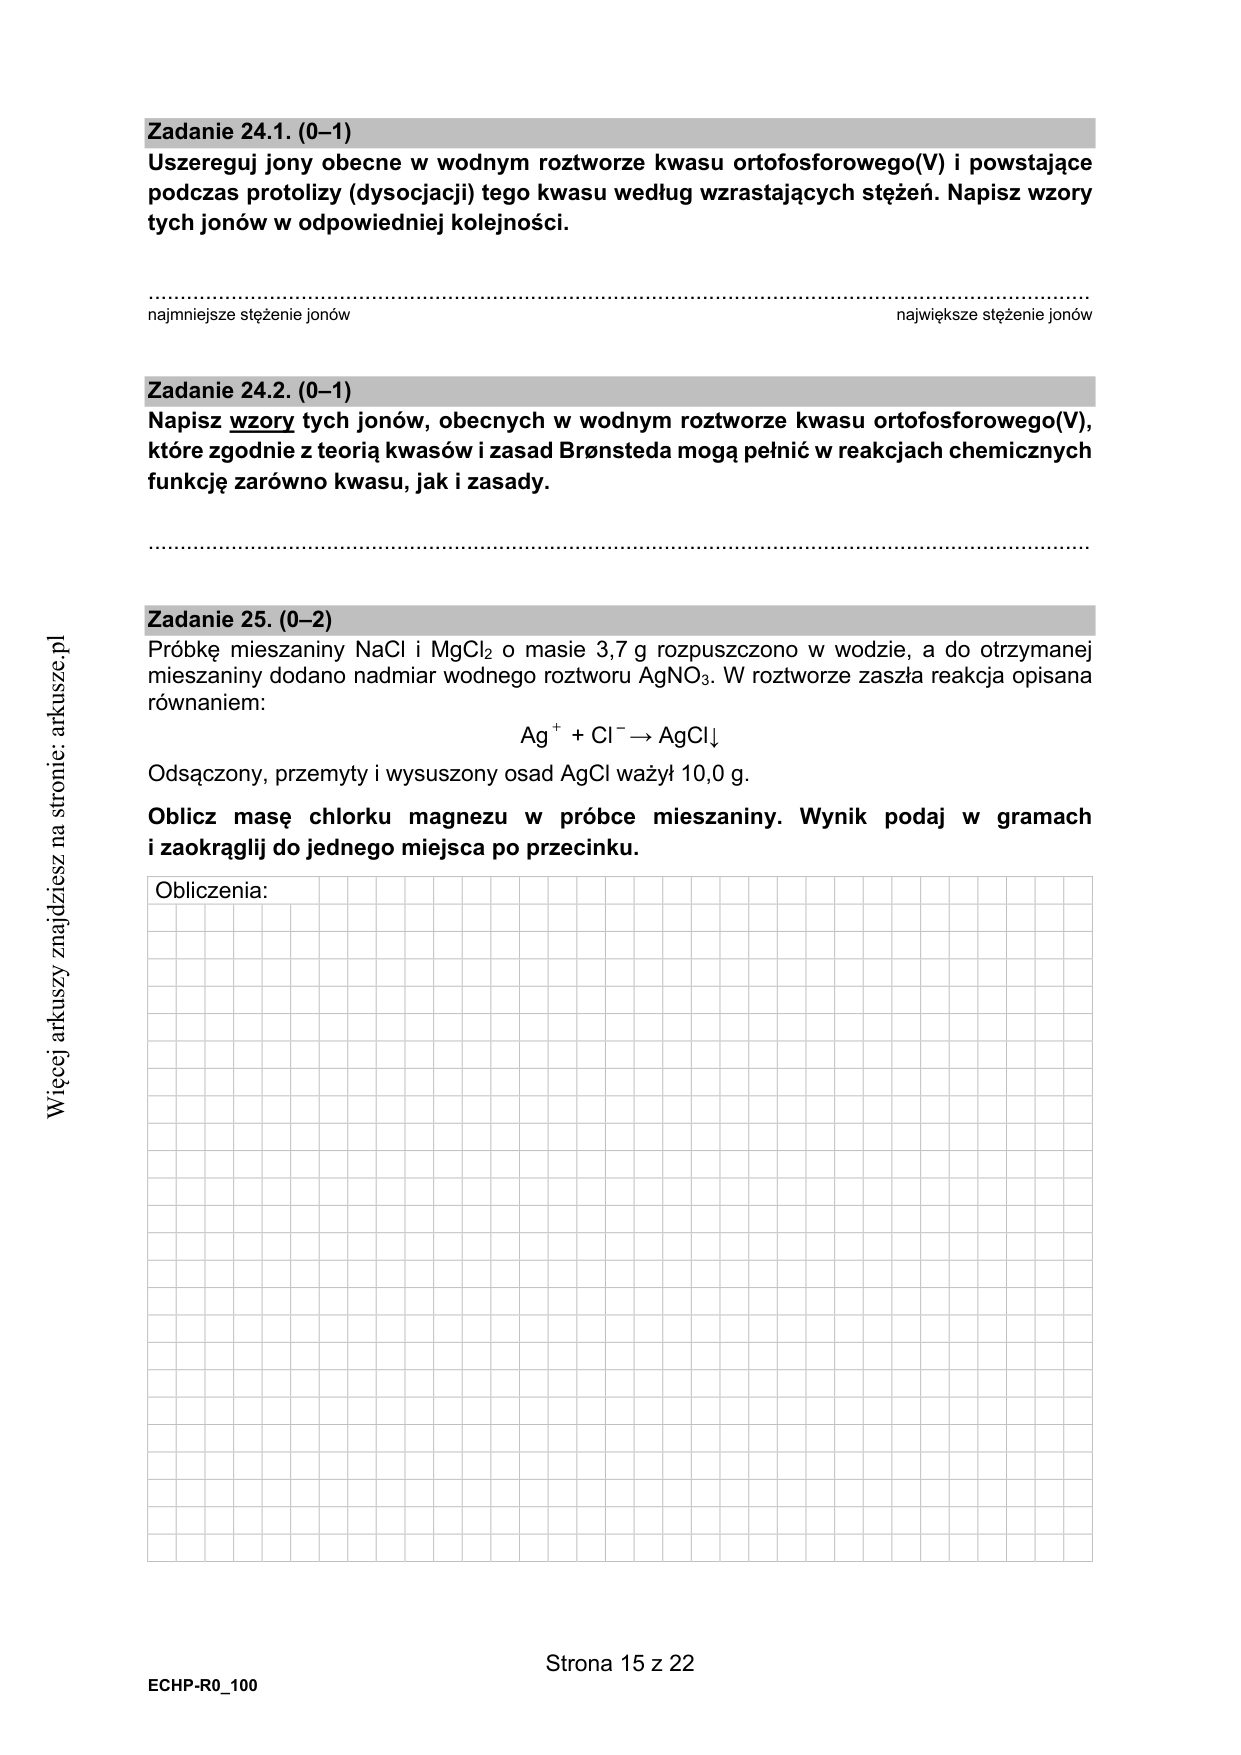 Zadanie 24.1. (0–1)
Uszereguj jony obecne w wodnym roztworze kwasu ortofosforowego(V) i powstające
podczas protolizy (dysocjacji) tego kwasu według wzrastających stężeń. Napisz wzory
tych jonów w odpowiedniej kolejności.
....................................................................................................................................................
najmniejsze stężenie jonów największe stężenie jonów
Zadanie 24.2. (0–1)
Napisz wzory tych jonów, obecnych w wodnym roztworze kwasu ortofosforowego(V),
które zgodnie z teorią kwasów i zasad Brønsteda mogą pełnić w reakcjach chemicznych
funkcję zarówno kwasu, jak i zasady.
....................................................................................................................................................
Zadanie 25. (0–2)
Próbkę mieszaniny NaCl i MgCl₂ o masie 3,7 g rozpuszczono w wodzie, a do otrzymanej
mieszaniny dodano nadmiar wodnego roztworu AgNO₃. W roztworze zaszła reakcja opisana
równaniem:
Ag⁺ + Cl⁻ → AgCl↓
Odsączony, przemyty i wysuszony osad AgCl ważył 10,0 g.
Oblicz masę chlorku magnezu w próbce mieszaniny. Wynik podaj w gramach
i zaokrąglij do jednego miejsca po przecinku.
Obliczenia:
Strona 15 z 22
ECHP-R0_100
Więcej arkuszy znajdziesz na stronie: arkusze.pl